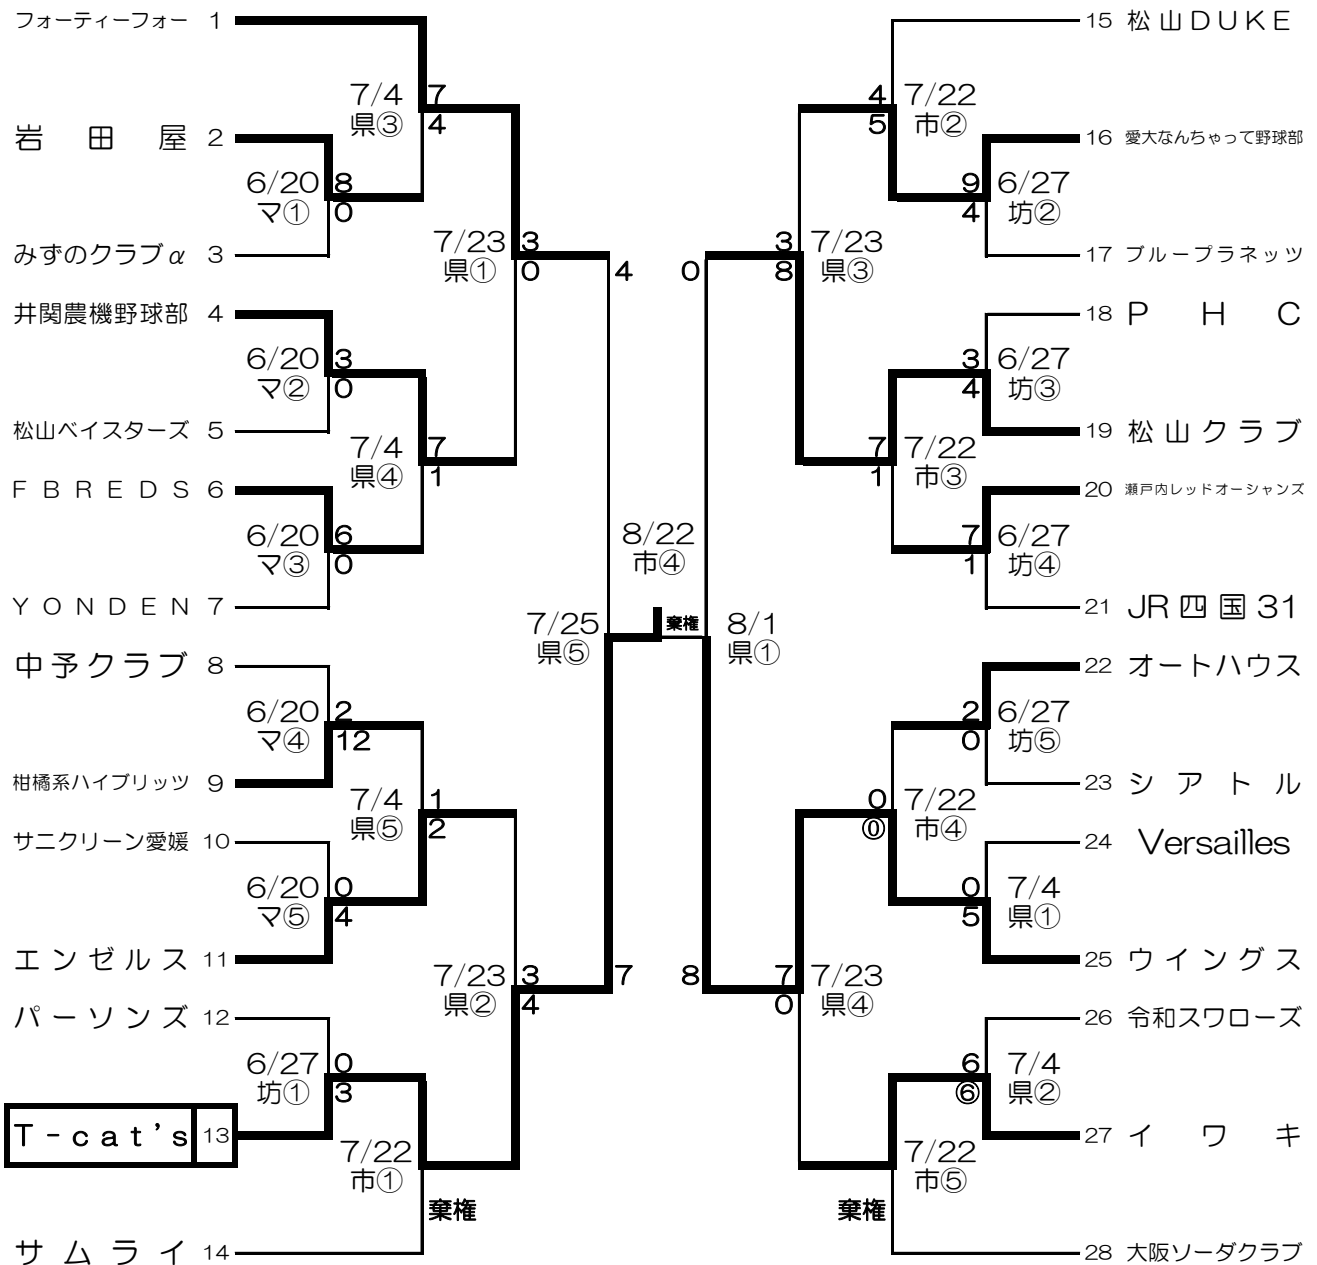 フォーティーフォー 1
7/4 7
県③ 4
岩田屋 2
6/20 8
マ① 0
みずのクラブα 3
7/23 3
県① 0
4
井関農機野球部 4
6/20 3
マ② 0
松山ベイスターズ 5
7/4 7
県④ 1
FBREDS 6
6/20 6
マ③ 0
YONDEN 7
7/25
県⑤
中予クラブ 8
6/20 2
マ④ 12
柑橘系ハイブリッツ 9
7/4 1
県⑤ 2
サニクリーン愛媛 10
6/20 0
マ⑤ 4
エンゼルス 11
7/23 3
県② 4
7
パーソンズ 12
6/27 0
坊① 3
T-cat's 13
7/22
市①
棄権
サムライ 14
8/22
市④
棄権
8/1
県①
15 松山DUKE
4 7/22
5 市②
16 愛大なんちゃって野球部
9 6/27
4 坊②
17 ブループラネッツ
0
3 7/23
8 県③
18 PHC
3 6/27
4 坊③
19 松山クラブ
7 7/22
1 市③
20 瀬戸内レッドオーシャンズ
7 6/27
1 坊④
21 JR四国31
22 オートハウス
2 6/27
0 坊⑤
23 シアトル
0 7/22
⓪ 市④
24 Versailles
0 7/4
5 県①
25 ウイングス
8
7 7/23
0 県④
26 令和スワローズ
6 7/4
⑥ 県②
27 イワキ
7/22
市⑤
棄権
28 大阪ソーダクラブ